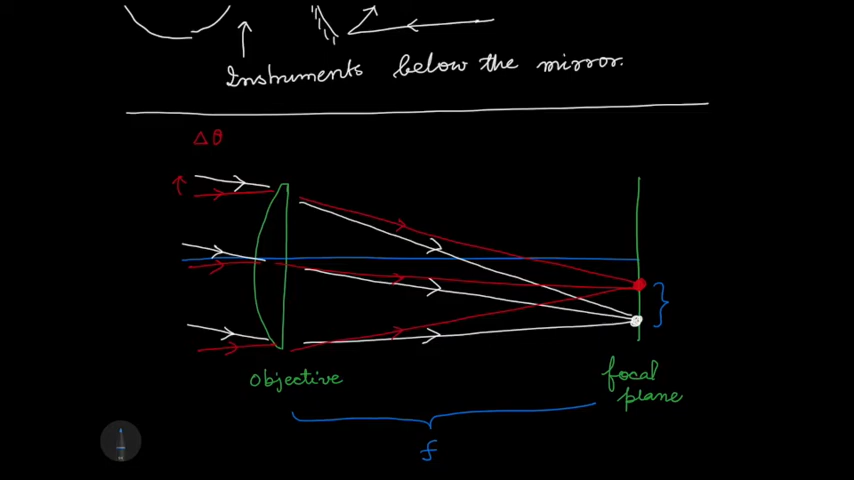 Instruments below the mirror.
Δθ
Objective
focal
plane
f